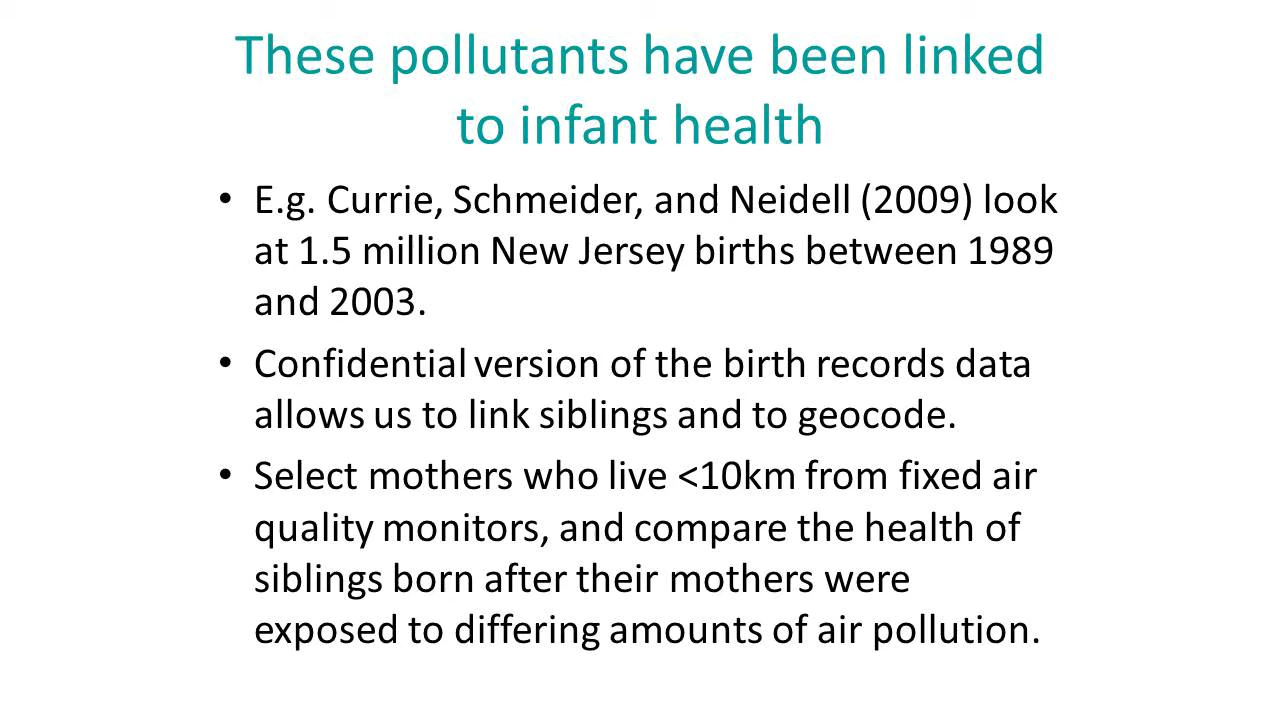 These pollutants have been linked
to infant health
• E.g. Currie, Schmeider, and Neidell (2009) look
at 1.5 million New Jersey births between 1989
and 2003.
• Confidential version of the birth records data
allows us to link siblings and to geocode.
• Select mothers who live <10km from fixed air
quality monitors, and compare the health of
siblings born after their mothers were
exposed to differing amounts of air pollution.